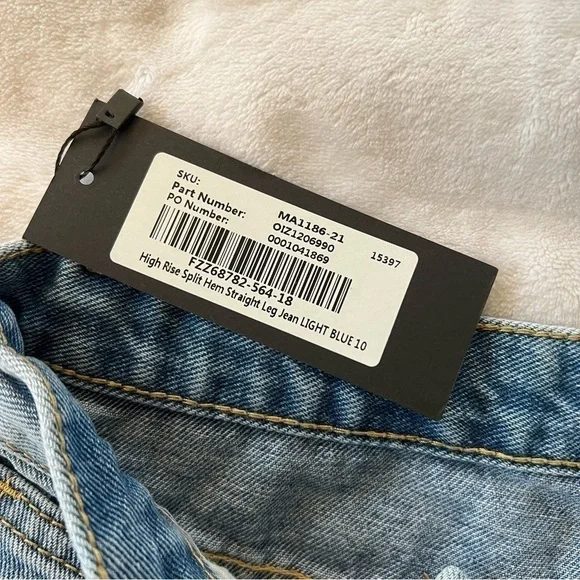 SKU: MA1186-21 15397
Part Number: OIZ1206990
PO Number: 0001041869
FZZ68782-564-18
High Rise Split Hem Straight Leg Jean LIGHT BLUE 10